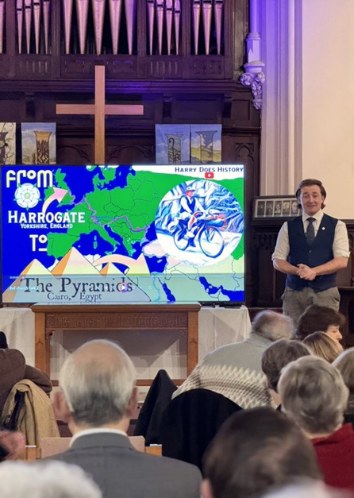 FROM
HARRY DOES HISTORY
HARROGATE
YORKSHIRE, ENGLAND
TO
The Pyramids
Cairo, Egypt